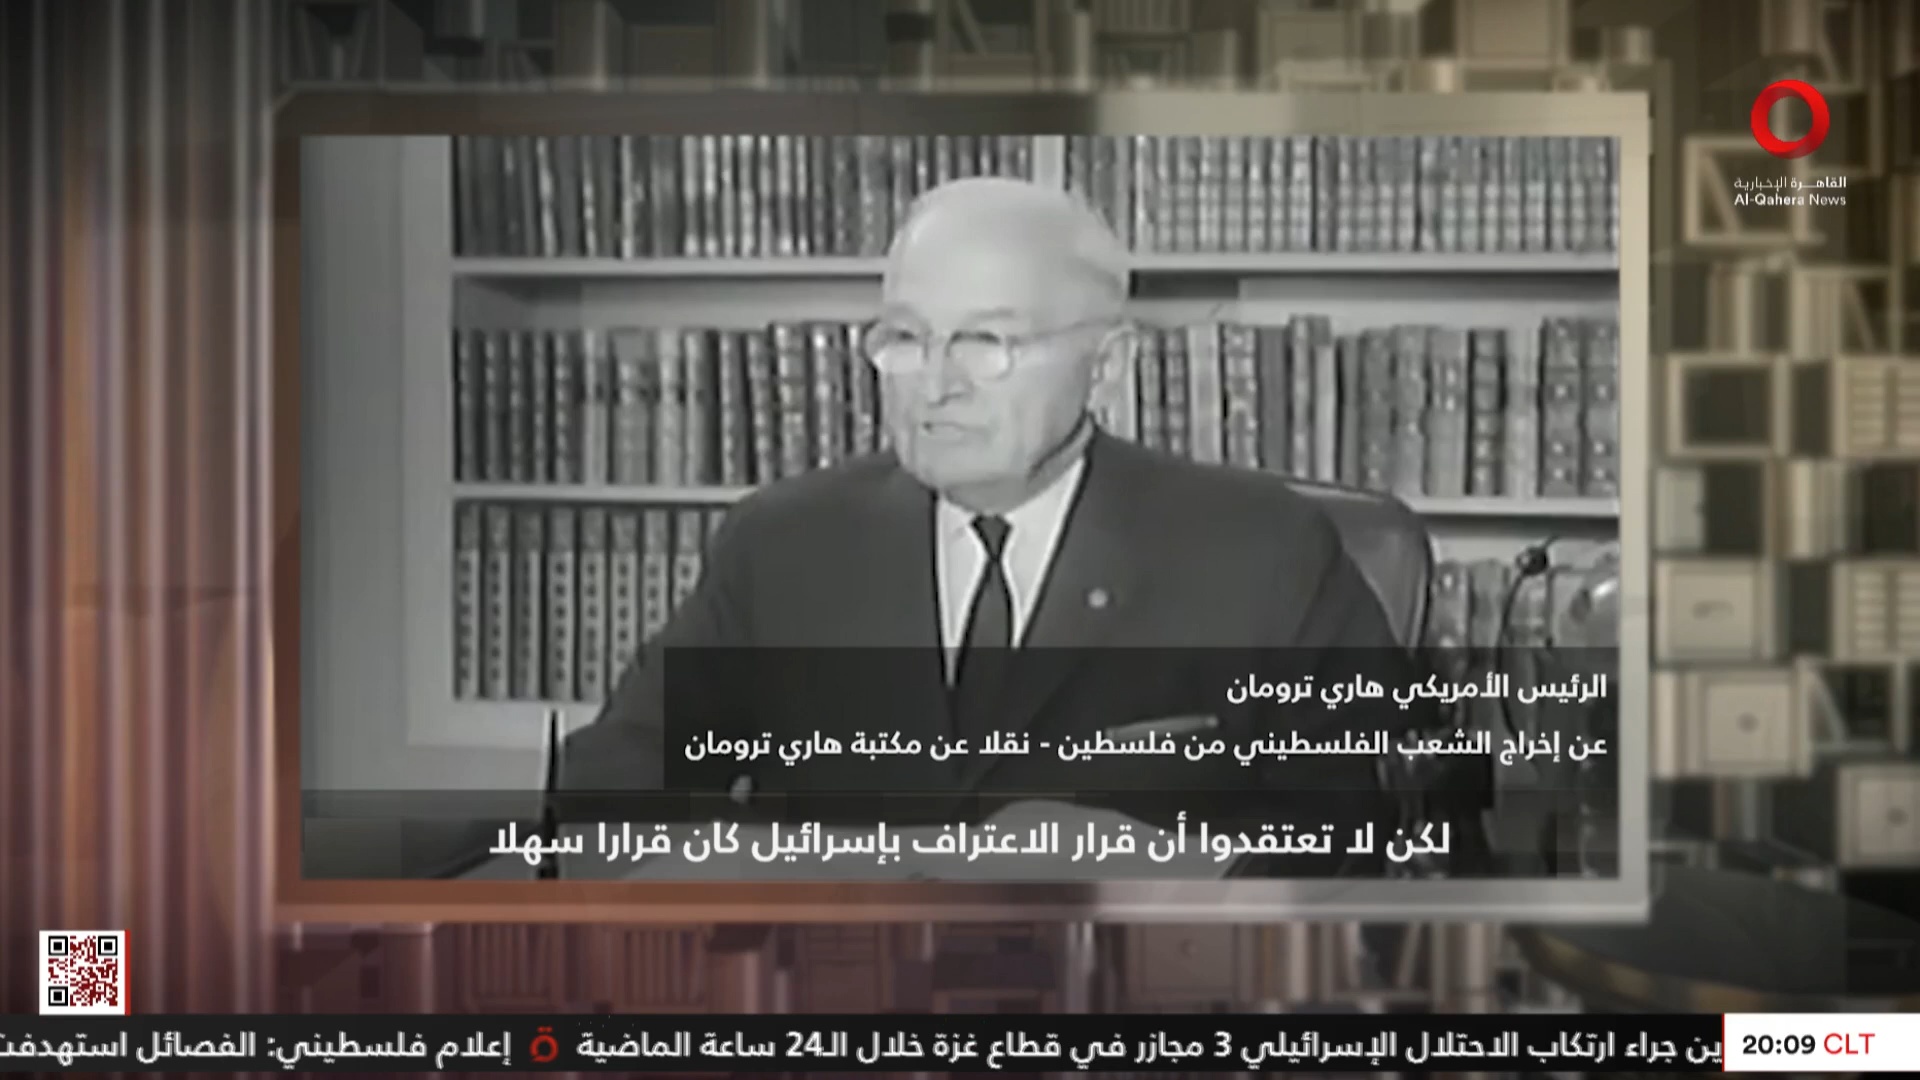 القاهرة الإخبارية
Al-Qahera News
الرئيس الأمريكي هاري ترومان
عن إخراج الشعب الفلسطيني من فلسطين - نقلا عن مكتبة هاري ترومان
لكن لا تعتقدوا أن قرار الاعتراف بإسرائيل كان قرارا سهلا
ين جراء ارتكاب الاحتلال الإسرائيلي 3 مجازر في قطاع غزة خلال الـ24 ساعة الماضية إعلام فلسطيني: الفصائل استهدفت
20:09 CLT